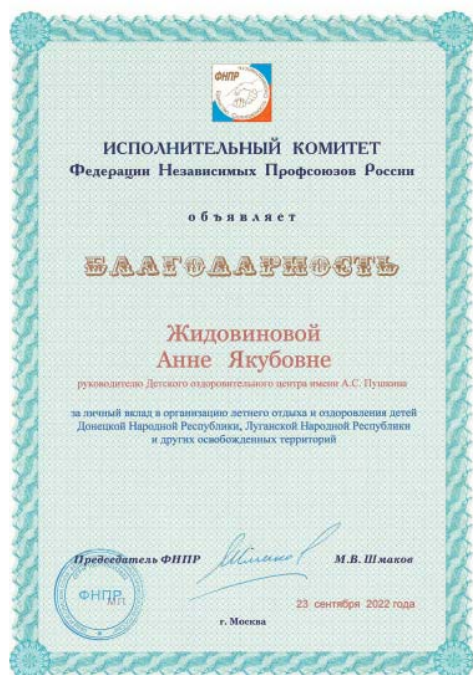 ФНПР
ИСПОЛНИТЕЛЬНЫЙ КОМИТЕТ
Федерации Независимых Профсоюзов России
объявляет
БЛАГОДАРНОСТЬ
Жидовиновой
Анне Якубовне
руководителю Детского оздоровительного центра имени А.С. Пушкина
за личный вклад в организацию летнего отдыха и оздоровления детей
Донецкой Народной Республики, Луганской Народной Республики
и других освобожденных территорий
Председатель ФНПР
М.В. Шмаков
ФНПР
М.П.
23 сентября 2022 года
г. Москва